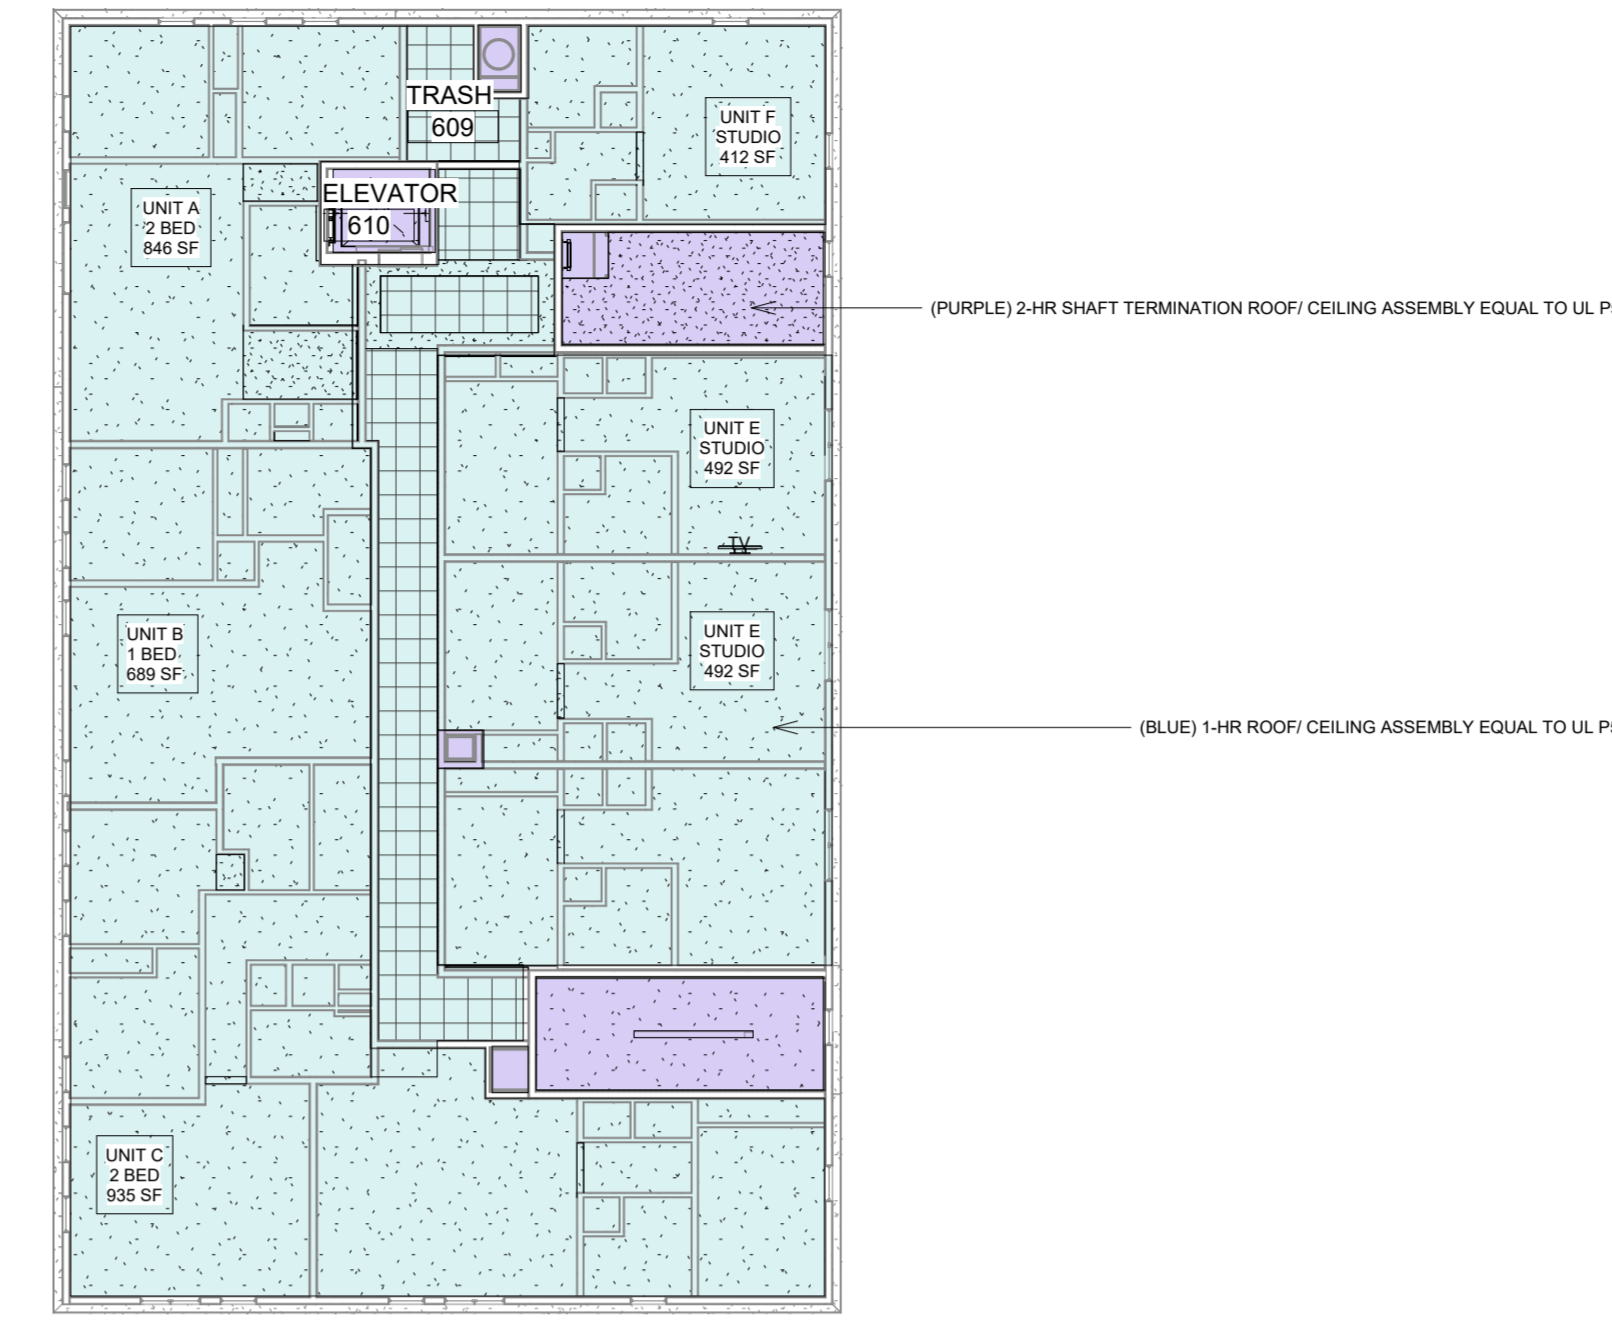 TRASH
609
UNIT F
STUDIO
412 SF
ELEVATOR
610
UNIT A
2 BED
846 SF
(PURPLE) 2-HR SHAFT TERMINATION ROOF/ CEILING ASSEMBLY EQUAL TO UL
UNIT E
STUDIO
492 SF
TV
UNIT B
1 BED
689 SF
UNIT E
STUDIO
492 SF
(BLUE) 1-HR ROOF/ CEILING ASSEMBLY EQUAL TO UL
UNIT C
2 BED
935 SF